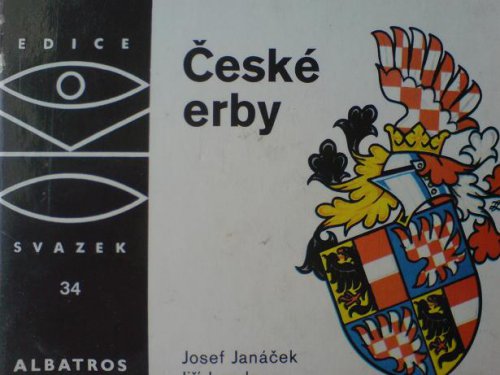 EDICE
SVAZEK
34
ALBATROS
České
erby
Josef Janáček